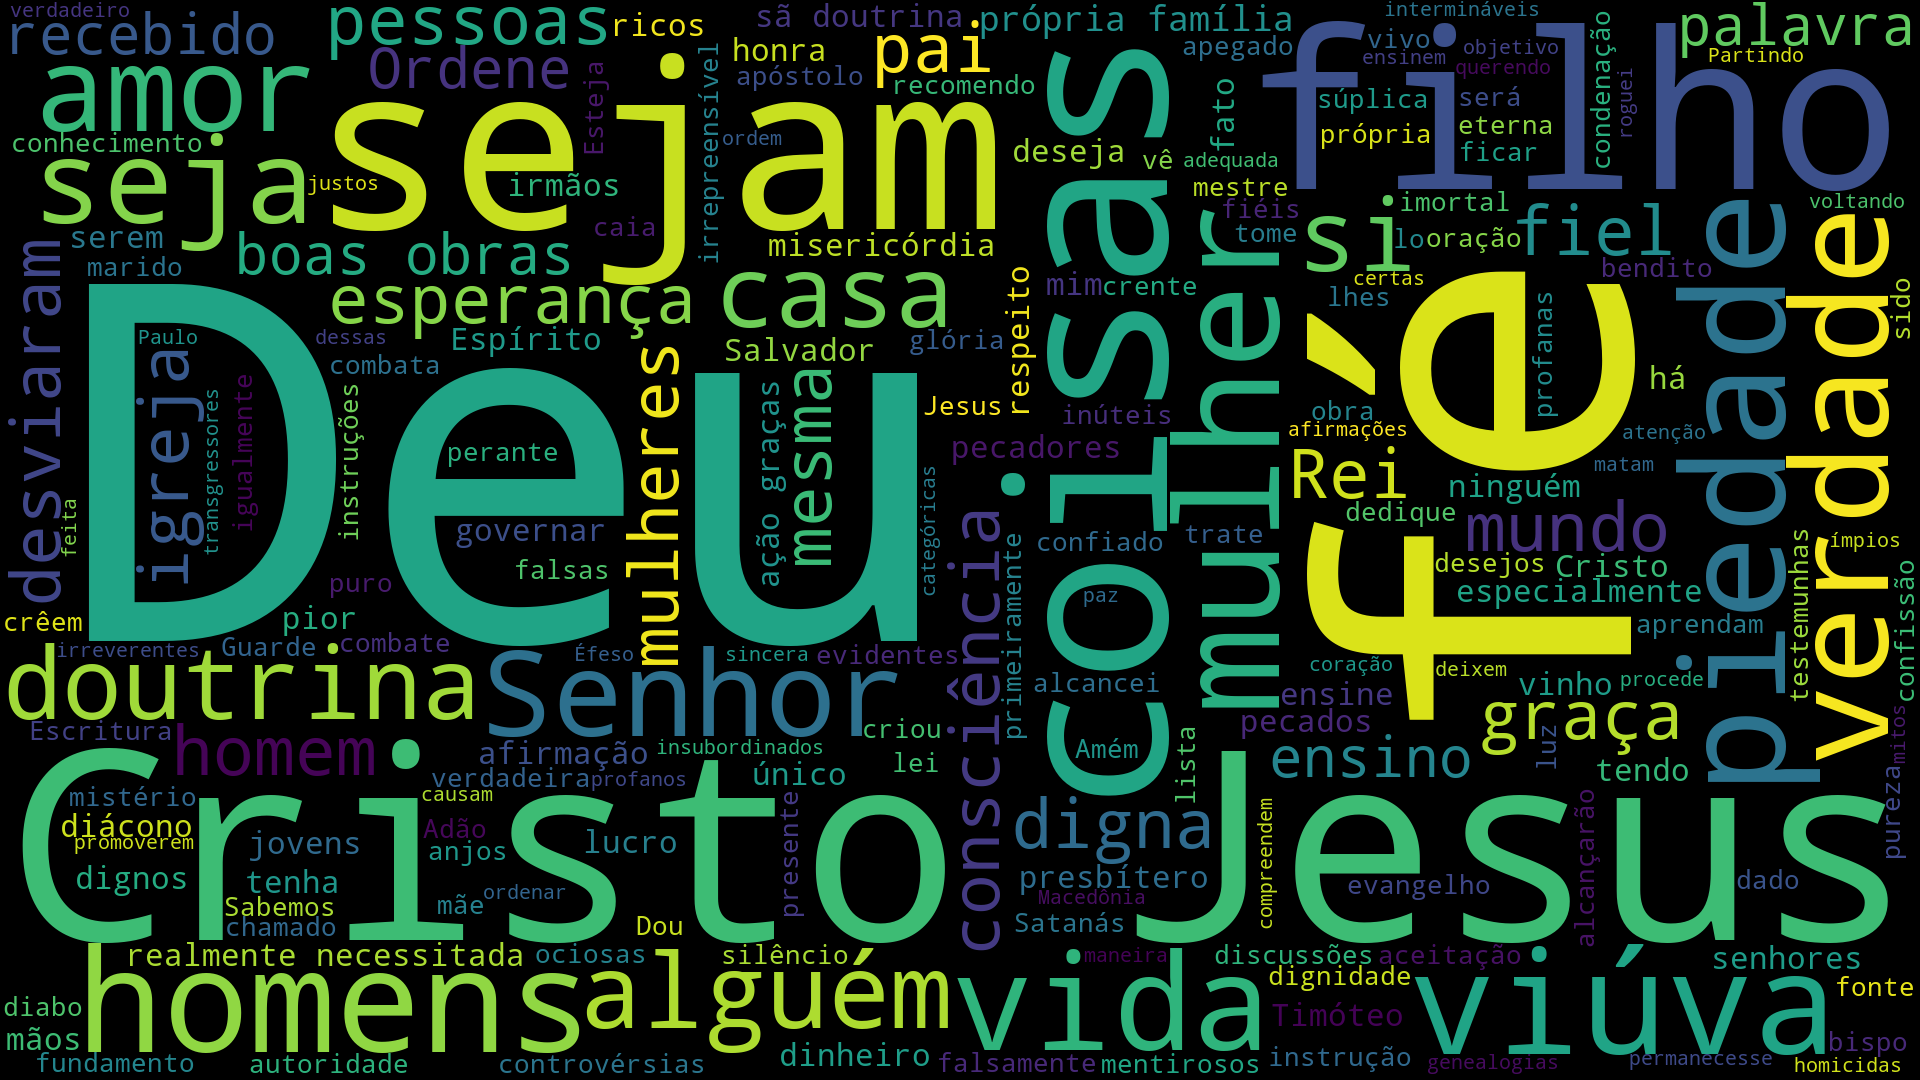 verdadeiro
recebido
pessoas
ricos
sã doutrina
própria família
intermináveis
palavra
amor
Ordene
honra
pai
apegado
vivo
objetivo
ensinem
querendo
Partindo
filho
sejam
Esteja
irrepreensível
apóstolo
recomendo
coisas
fato
súplica
será
condenação
roguei
conhecimento
seja
justos
irmãos
ordem
deseja
vê
adequada
própria
eterna
ficar
mestre
serem
marido
boas obras
caia
misericórdia
fiéis
tome
si
imortal
lo
oração
fiel
voltando
desviaram
esperança
casa
respeito
mim
crente
mulher
certas
lhes
bendito
piedade
verdade
sido
Deu
Paulo
igreja
dessas
Espírito
combata
Salvador
glória
fé
profanas
há
transgressores
igualmente
instruções
mulheres
ação graças
mesma
Jesus
inúteis
obra
afirmações
atenção
perante
pecadores
Rei
ninguém
matam
feita
governar
falsas
categóricas
consciência
confiado
trate
dedique
mundo
ímpios
testemunhas
confissão
puro
pior
crêem
desejos
Cristo
especialmente
paz
primeiramente
aprendam
irreverentes
Guarde
combate
Éfeso
sincera
evidentes
doutrina
Senhor
alcancei
coração
deixem
procede
ensine
vinho
Escritura
homem
afirmação
insubordinados
criou
lei
pecados
graça
luz
mitos
Amém
lista
ensino
tendo
verdadeira
profanos
único
Cristo
mistério
causam
diácono
promoverem
Adão
anjos
jovens
lucro
presente
digna
compreendem
Jesus
alcançarão
pureza
dignos
tenha
ordenar
mãe
presbítero
Macedônia
evangelho
dado
Sabemos
chamado
Dou
Satanás
realmente necessitada
ociosas
silêncio
maneira
discussões
aceitação
senhores
homens
alguém
vida
dignidade
viúva
fonte
diabo
mãos
Timóteo
bispo
fundamento
autoridade
controvérsias
dinheiro
falsamente
mentirosos
instrução
genealogias
permanecesse
homicidas